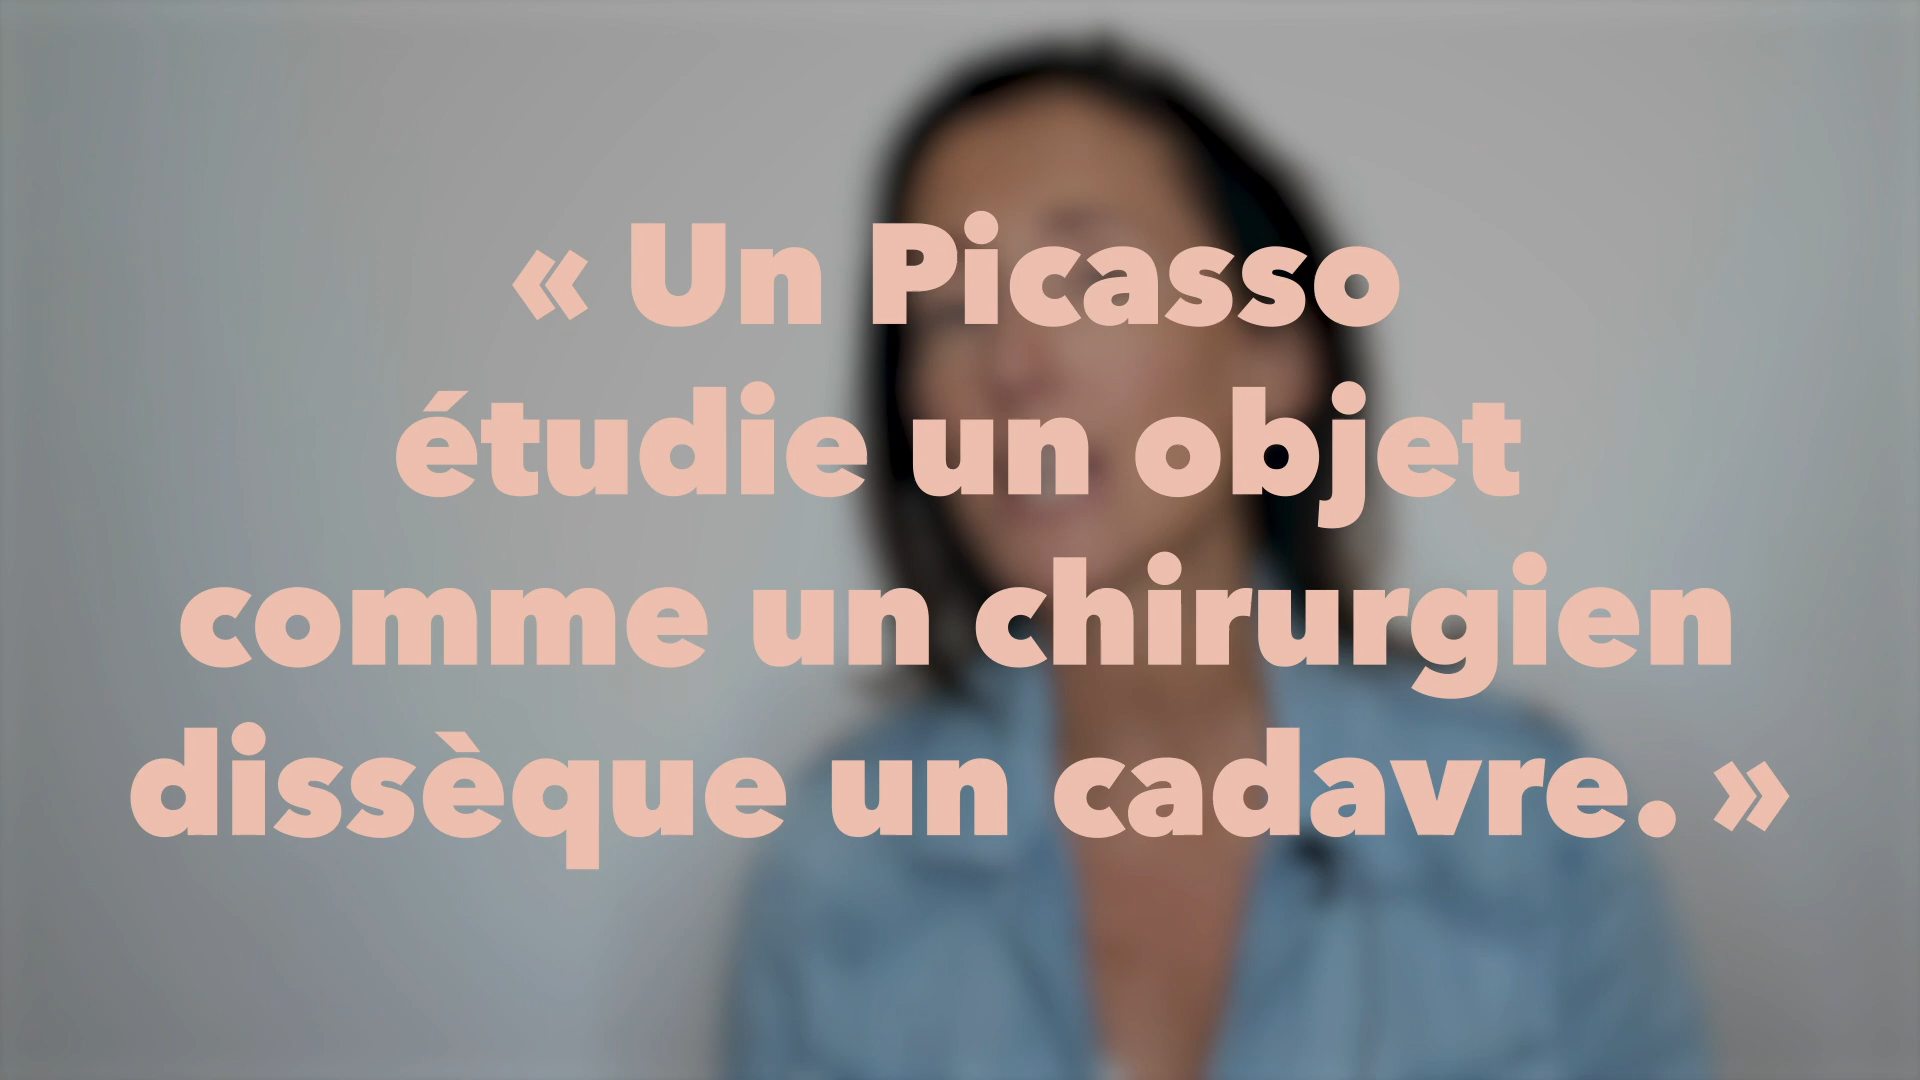 « Un Picasso
étudie un objet
comme un chirurgien
dissèque un cadavre. »